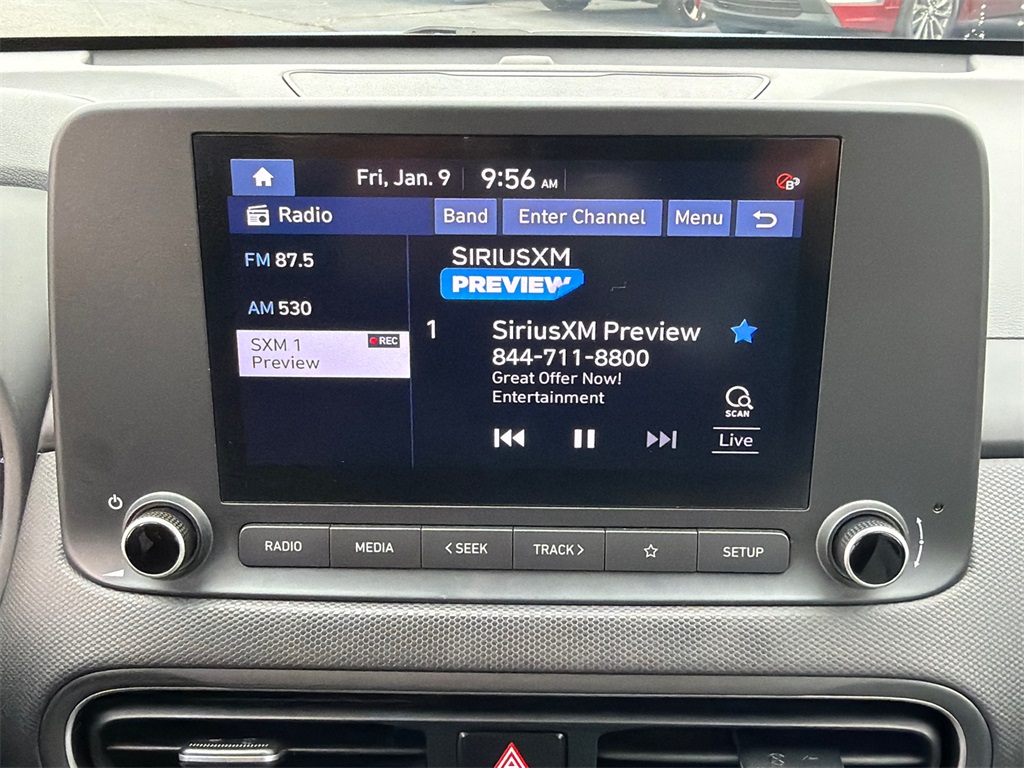 Fri, Jan. 9 9:56 AM
Radio Band Enter Channel Menu
FM 87.5
AM 530
SXM 1 REC
Preview
SIRIUSXM
PREVIEW
1 SiriusXM Preview
844-711-8800
Great Offer Now!
Entertainment
SCAN
Live
RADIO MEDIA < SEEK TRACK > SETUP